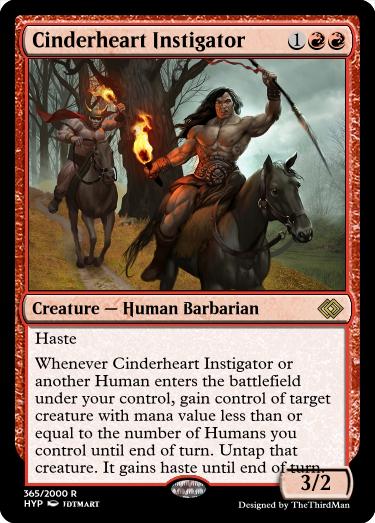 Cinderheart Instigator 1
Creature — Human Barbarian
Haste
Whenever Cinderheart Instigator or
another Human enters the battlefield
under your control, gain control of target
creature with mana value less than or
equal to the number of Humans you
control until end of turn. Untap that
creature. It gains haste until end of turn.
3/2
365/2000 R
HYP JDTMART
Designed by TheThirdMan